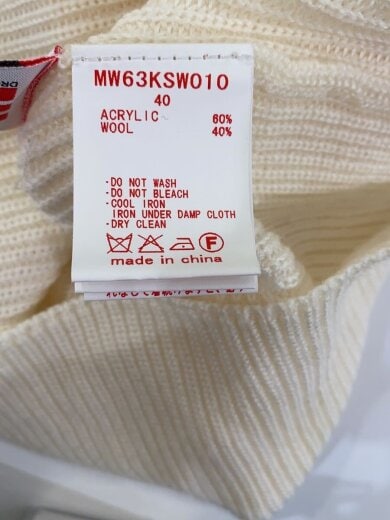 MW63KSW010
40
ACRYLIC 60%
WOOL 40%
·DO NOT WASH
·DO NOT BLEACH
·COOL IRON
IRON UNDER DAMP CLOTH
·DRY CLEAN
F
made in china